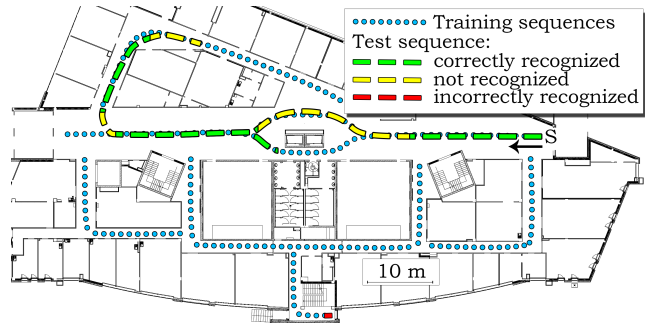 Training sequences
Test sequence:
correctly recognized
not recognized
incorrectly recognized
S
10 m